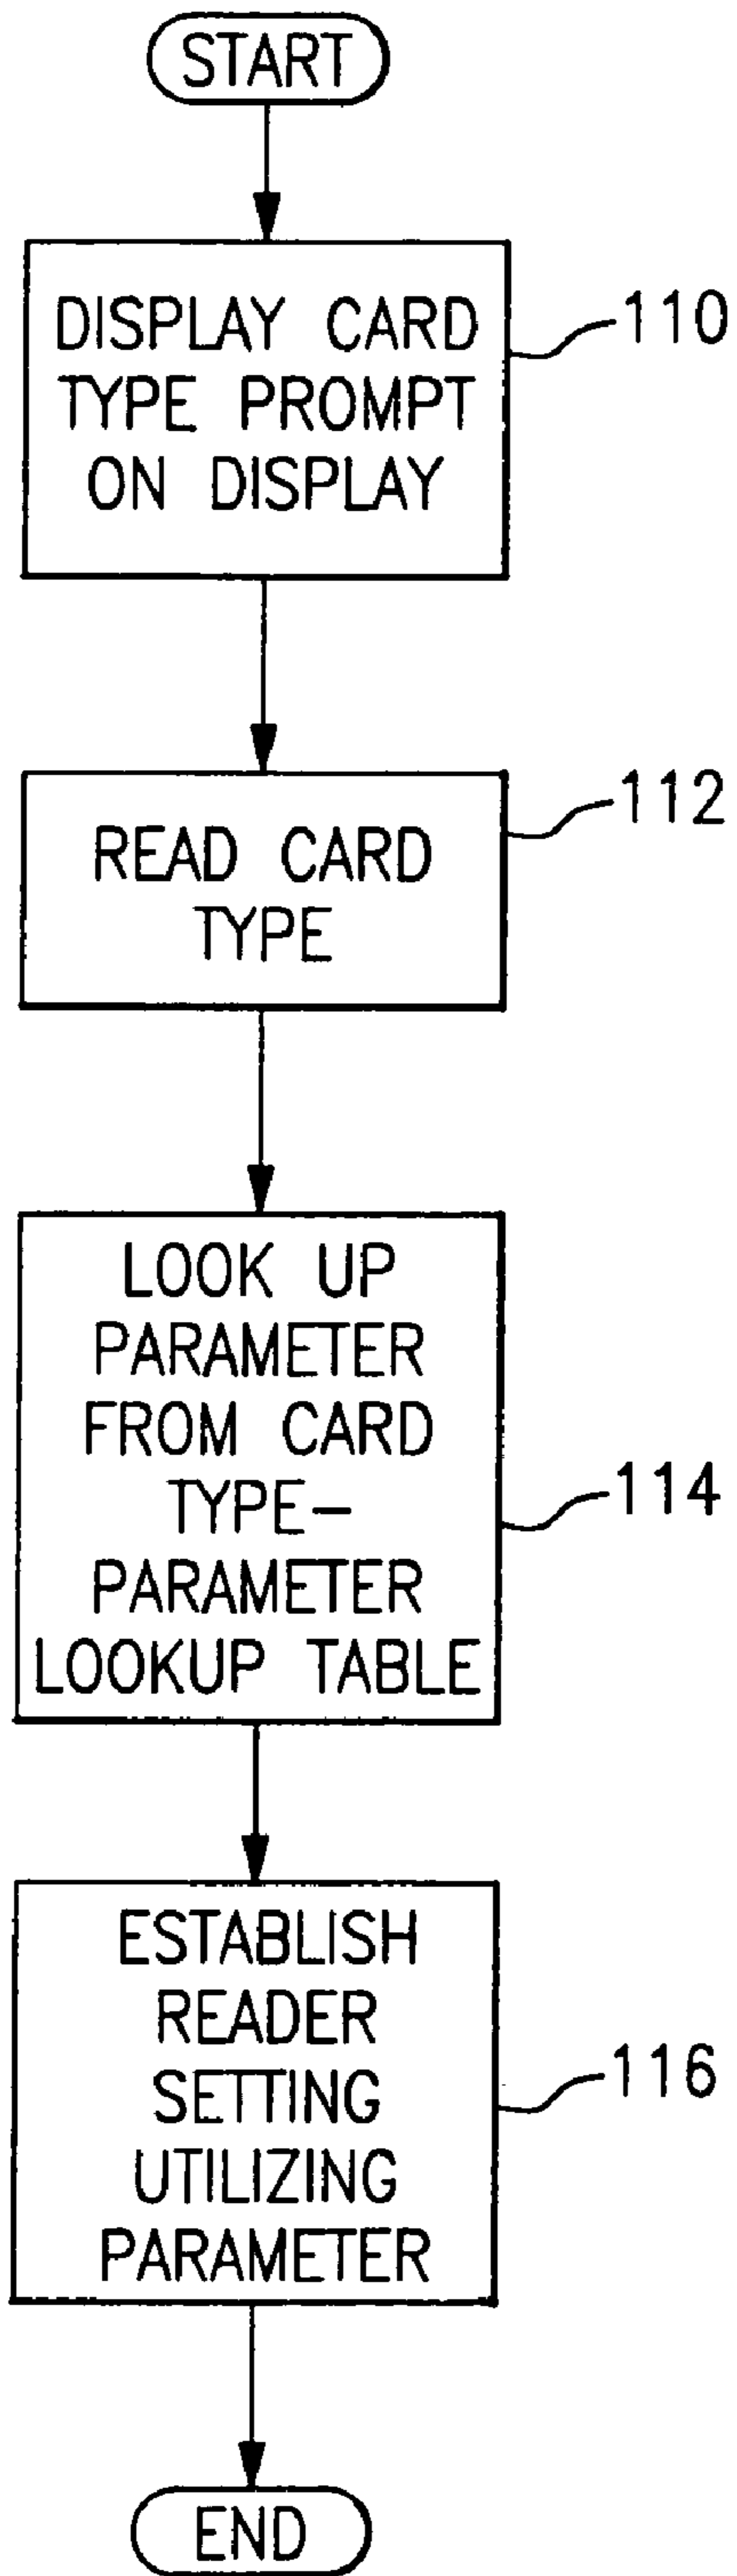 START
DISPLAY CARD
TYPE PROMPT
ON DISPLAY
110
READ CARD
TYPE
112
LOOK UP
PARAMETER
FROM CARD
TYPE-
PARAMETER
LOOKUP TABLE
114
ESTABLISH
READER
SETTING
UTILIZING
PARAMETER
116
END